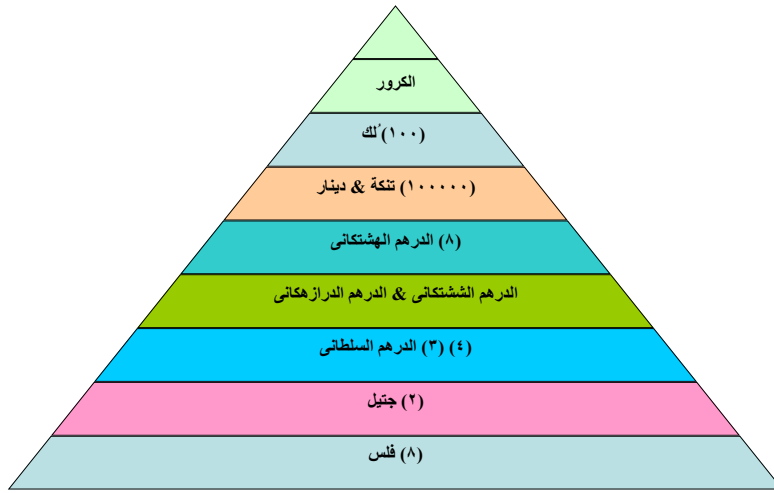 الكرور
(١٠٠) لك
(١٠٠٠٠٠) تنكة & دينار
(٨) الدرهم الهشتكانى
الدرهم الششتكانى & الدرهم الدرازهكانى
(٤) (٣) الدرهم السلطانى
(٢) جتيل
(٨) فلس